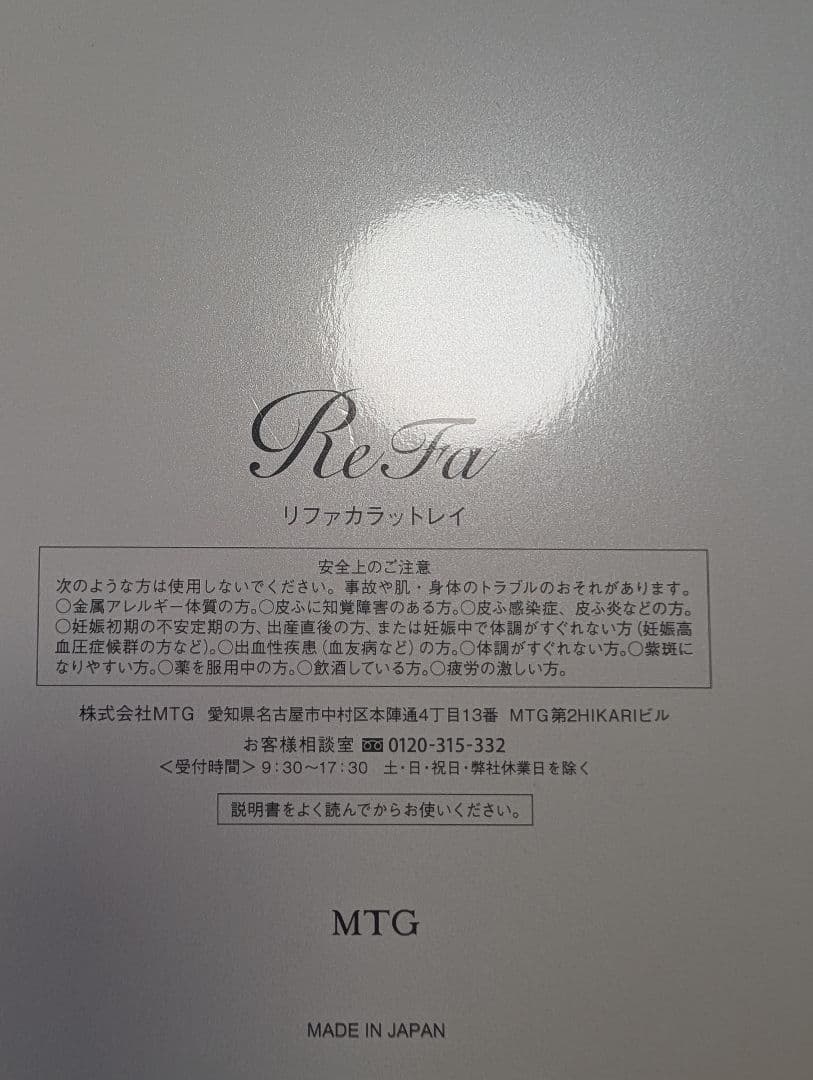 ReFa
リファカラットレイ
安全上のご注意
次のような方は使用しないでください。事故や肌・身体のトラブルのおそれがあります。
○金属アレルギー体質の方。○皮ふに知覚障害のある方。○皮ふ感染症、皮ふ炎などの方。
○妊娠初期の不安定期の方、出産直後の方、または妊娠中で体調がすぐれない方（妊娠高
血圧症候群の方など）。○出血性疾患（血友病など）の方。○体調がすぐれない方。○紫斑に
なりやすい方。○薬を服用中の方。○飲酒している方。○疲労の激しい方。
株式会社MTG 愛知県名古屋市中村区本陣通4丁目13番 MTG第2HIKARIビル
お客様相談室 0120-315-332
＜受付時間＞9：30〜17：30 土・日・祝日・弊社休業日を除く
説明書をよく読んでからお使いください。
MTG
MADE IN JAPAN